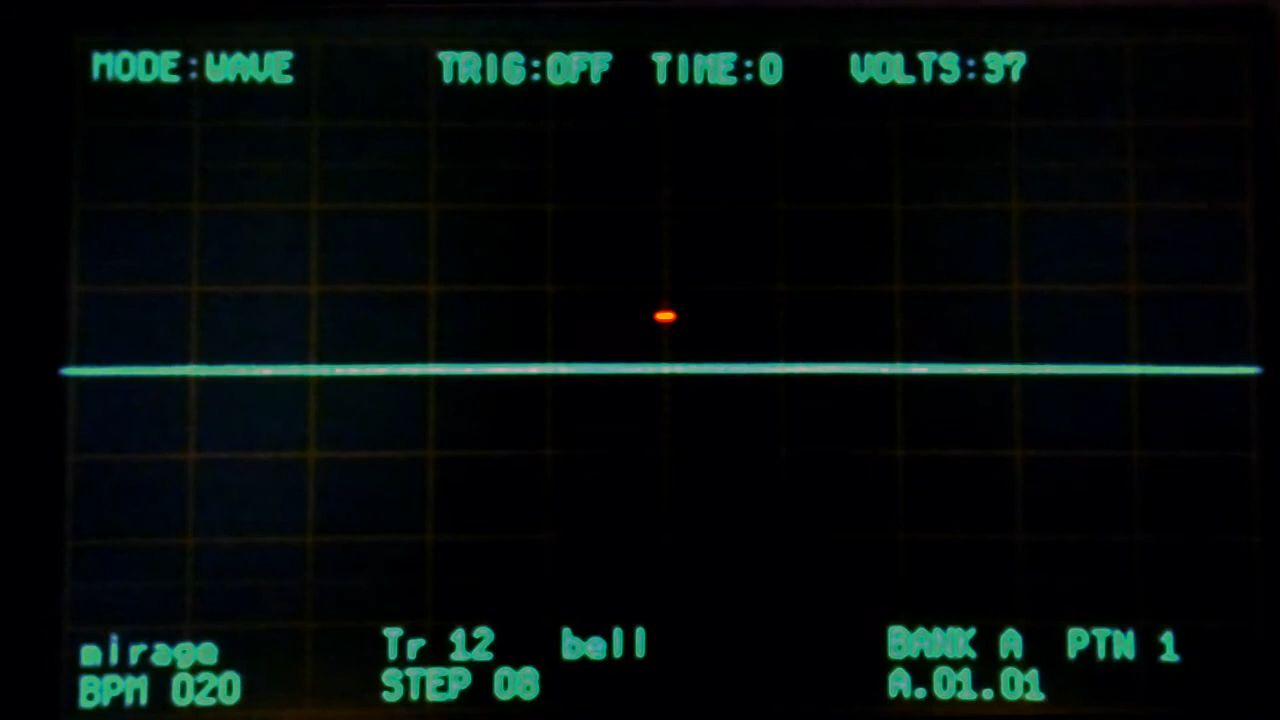 MODE:WAVE TRIG:OFF TIME:0 VOLTS:37
mirage Tr 12 bell BANK A PTN 1
BPM 020 STEP 08 A.01.01